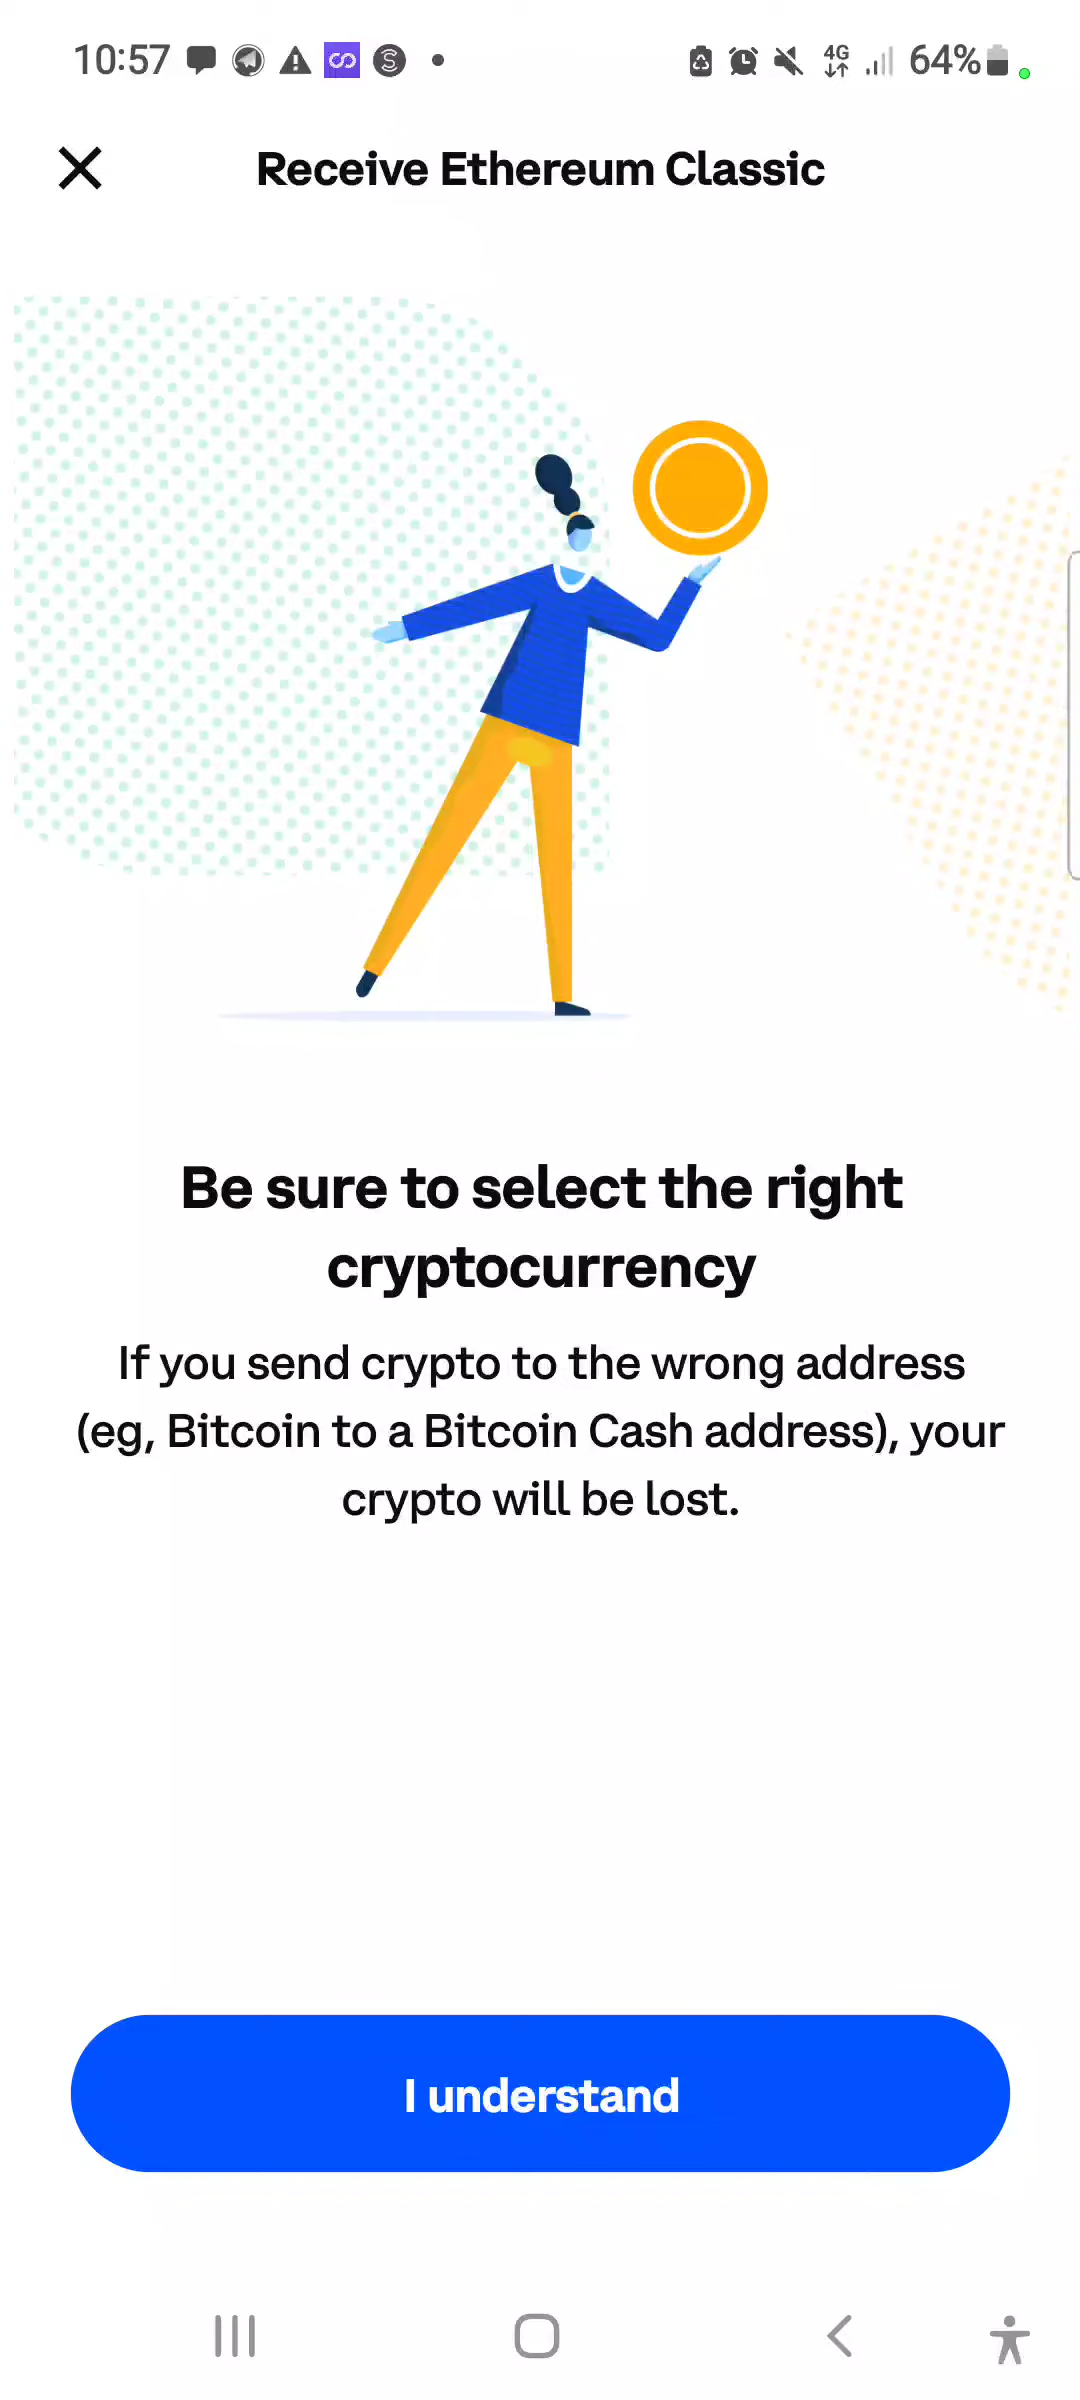 10:57
4G
64%
Receive Ethereum Classic
Be sure to select the right
cryptocurrency
If you send crypto to the wrong address
(eg, Bitcoin to a Bitcoin Cash address), your
crypto will be lost.
I understand